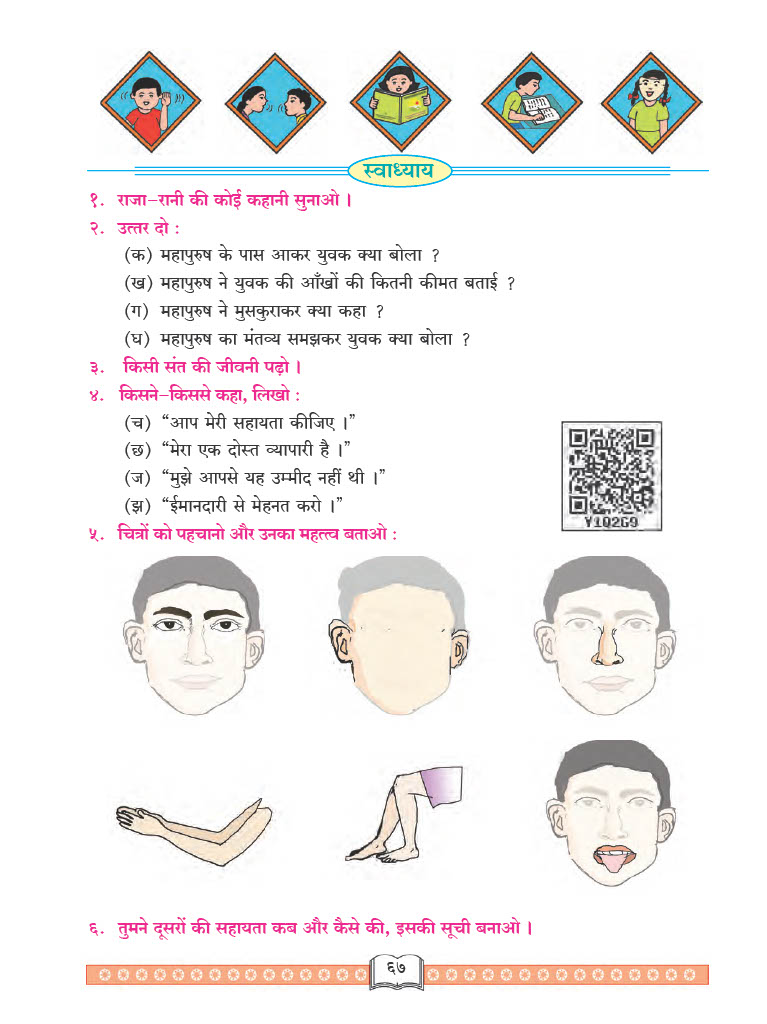 स्वाध्याय
१. राजा-रानी की कोई कहानी सुनाओ ।
२. उत्तर दो :
(क) महापुरुष के पास आकर युवक क्या बोला ?
(ख) महापुरुष ने युवक की आँखों की कितनी कीमत बताई ?
(ग) महापुरुष ने मुसकुराकर क्या कहा ?
(घ) महापुरुष का मंतव्य समझकर युवक क्या बोला ?
३. किसी संत की जीवनी पढ़ो ।
४. किसने-किससे कहा, लिखो :
(च) “आप मेरी सहायता कीजिए ।”
(छ) “मेरा एक दोस्त व्यापारी है ।”
(ज) “मुझे आपसे यह उम्मीद नहीं थी ।”
(झ) “ईमानदारी से मेहनत करो ।”
Y1Q2G9
५. चित्रों को पहचानो और उनका महत्त्व बताओ :
६. तुमने दूसरों की सहायता कब और कैसे की, इसकी सूची बनाओ ।
६७